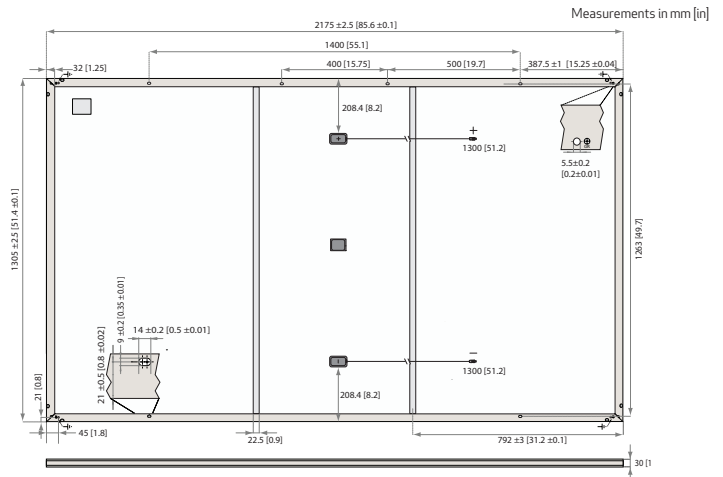 Measurements in mm [in]
2175 ±2.5 [85.6 ±0.1]
1400 [55.1]
32 [1.25]
400 [15.75]
500 [19.7]
387.5 ±1 [15.25 ±0.04]
208.4 [8.2]
+
+
1300 [51.2]
5.5±0.2
[0.2±0.01]
1305 ±2.5 [51.4 ±0.1]
1263 [49.7]
9 ±0.2 [0.35 ±0.01]
14 ±0.2 [0.5 ±0.01]
21 ±0.5 [0.8 ±0.02]
–
–
1300 [51.2]
21 [0.8]
208.4 [8.2]
45 [1.8]
22.5 [0.9]
792 ±3 [31.2 ±0.1]
30 [1